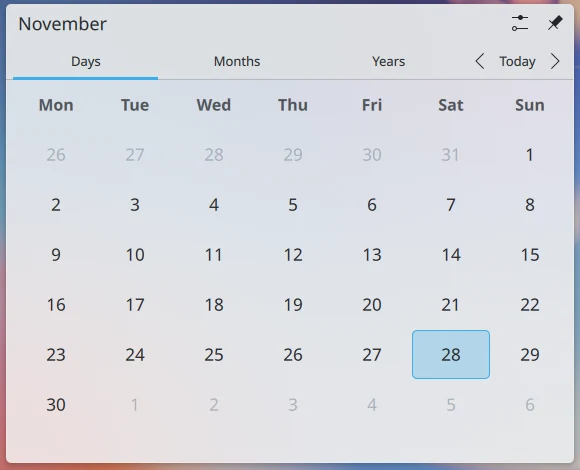 November
Days Months Years Today
Mon Tue Wed Thu Fri Sat Sun
26 27 28 29 30 31 1
2 3 4 5 6 7 8
9 10 11 12 13 14 15
16 17 18 19 20 21 22
23 24 25 26 27 28 29
30 1 2 3 4 5 6